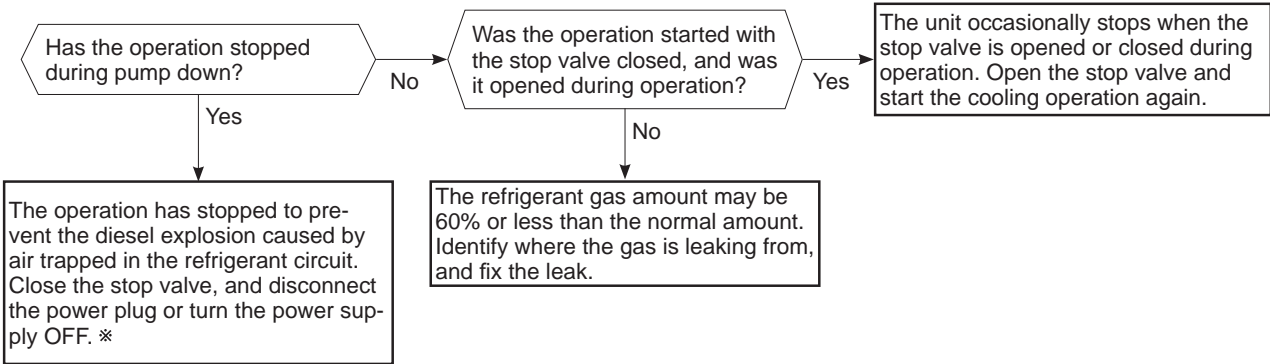 Has the operation stopped
during pump down?
No
Was the operation started with
the stop valve closed, and was
it opened during operation?
Yes
The unit occasionally stops when the
stop valve is opened or closed during
operation. Open the stop valve and
start the cooling operation again.
Yes
No
The operation has stopped to pre-
vent the diesel explosion caused by
air trapped in the refrigerant circuit.
Close the stop valve, and disconnect
the power plug or turn the power sup-
ply OFF. ※
The refrigerant gas amount may be
60% or less than the normal amount.
Identify where the gas is leaking from,
and fix the leak.